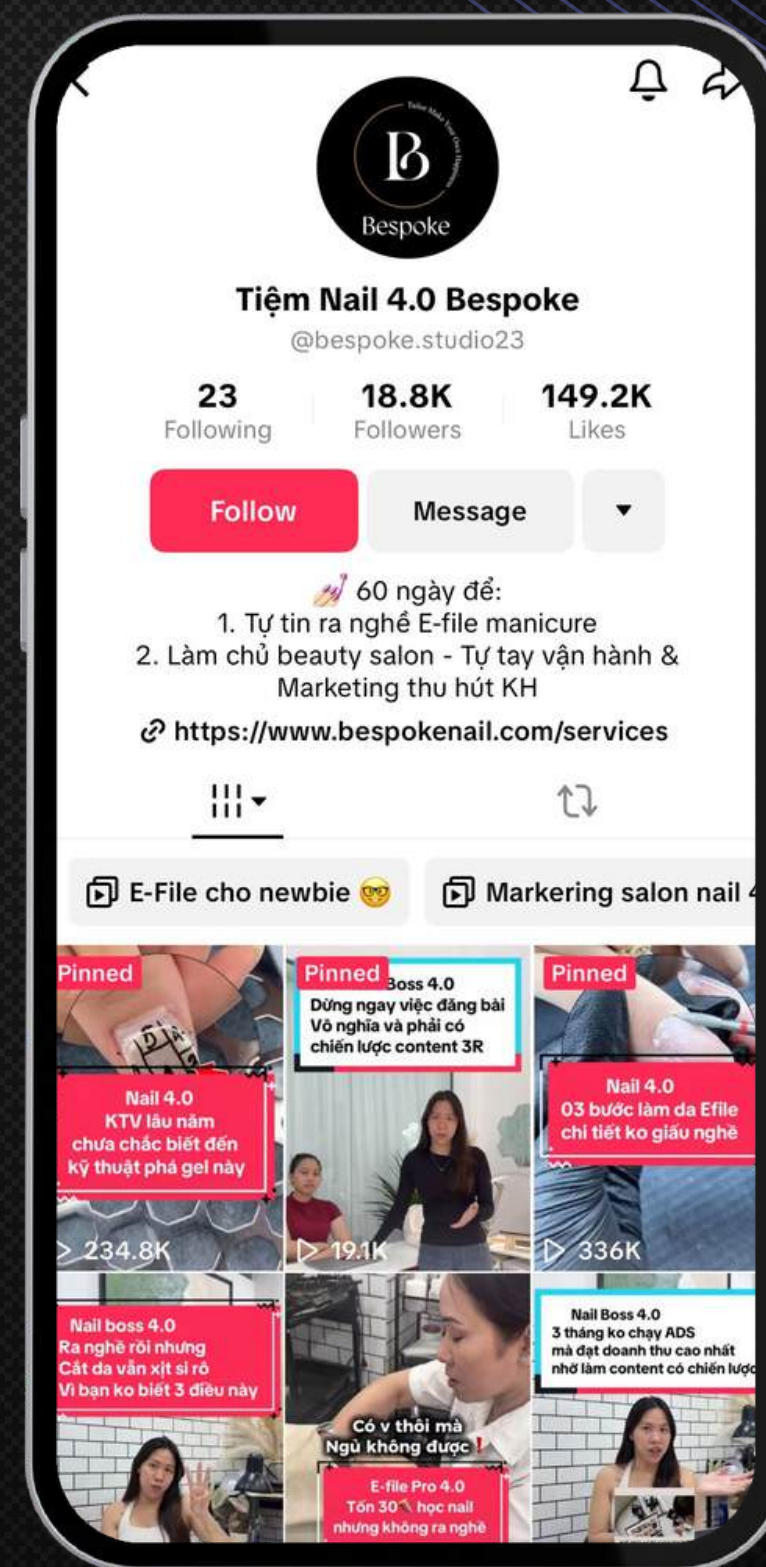 Tailor Make Your Own Happiness
B
Bespoke
Tiệm Nail 4.0 Bespoke
@bespoke.studio23
23
Following
18.8K
Followers
149.2K
Likes
Follow
Message
60 ngày để:
1. Tự tin ra nghề E-file manicure
2. Làm chủ beauty salon - Tự tay vận hành &
Marketing thu hút KH
https://www.bespokenail.com/services
E-File cho newbie
Markering salon nail 4
Pinned
Nail 4.0
KTV lâu năm
chưa chắc biết đến
kỹ thuật phá gel này
234.8K
Pinned
Boss 4.0
Dừng ngay việc đăng bài
Vô nghĩa và phải có
chiến lược content 3R
19.1K
Pinned
Nail 4.0
03 bước làm da Efile
chi tiết ko giấu nghề
336K
Nail boss 4.0
Ra nghề rồi nhưng
Cắt da vẫn xịt si rô
Vì bạn ko biết 3 điều này
Có v thôi mà
Ngủ không được
E-file Pro 4.0
Tốn 30 học nail
nhưng không ra nghề
Nail Boss 4.0
3 tháng ko chạy ADS
mà đạt doanh thu cao nhất
nhờ làm content có chiến lược